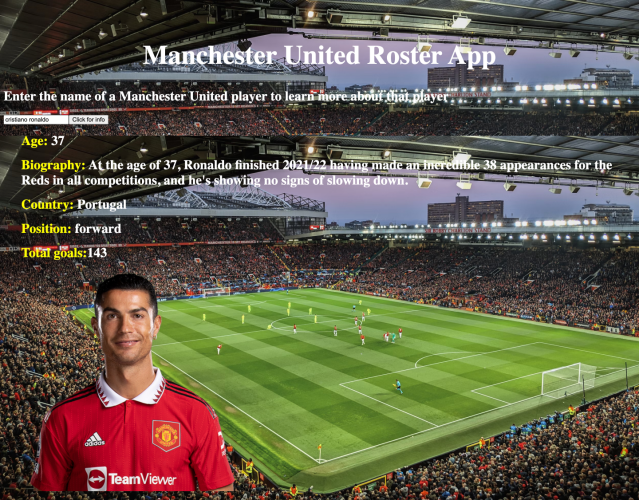 Manchester United Roster App
Enter the name of a Manchester United player to learn more about that player
cristiano ronaldo Click for info
Age: 37
Biography: At the age of 37, Ronaldo finished 2021/22 having made an incredible 38 appearances for the
Reds in all competitions, and he's showing no signs of slowing down.
Country: Portugal
Position: forward
Total goals:143
adidas
TeamViewer